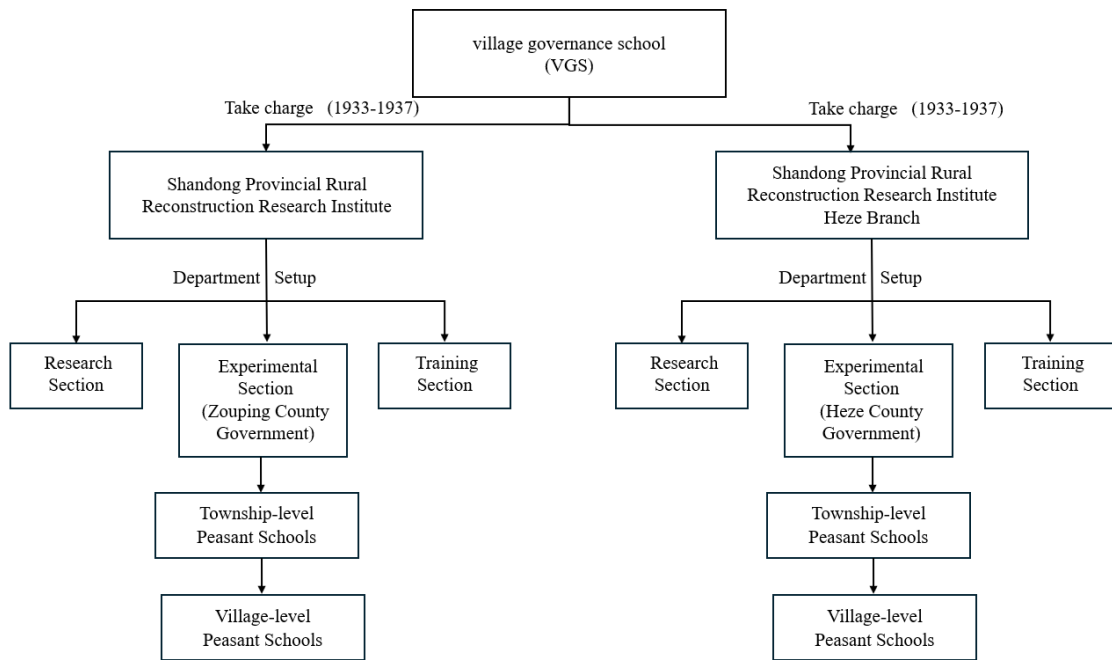 village governance school
(VGS)
Take charge (1933-1937)
Take charge (1933-1937)
Shandong Provincial Rural
Reconstruction Research Institute
Shandong Provincial Rural
Reconstruction Research Institute
Heze Branch
Department Setup
Department Setup
Research
Section
Experimental
Section
(Zouping County
Government)
Training
Section
Research
Section
Experimental
Section
(Heze County
Government)
Training
Section
Township-level
Peasant Schools
Township-level
Peasant Schools
Village-level
Peasant Schools
Village-level
Peasant Schools